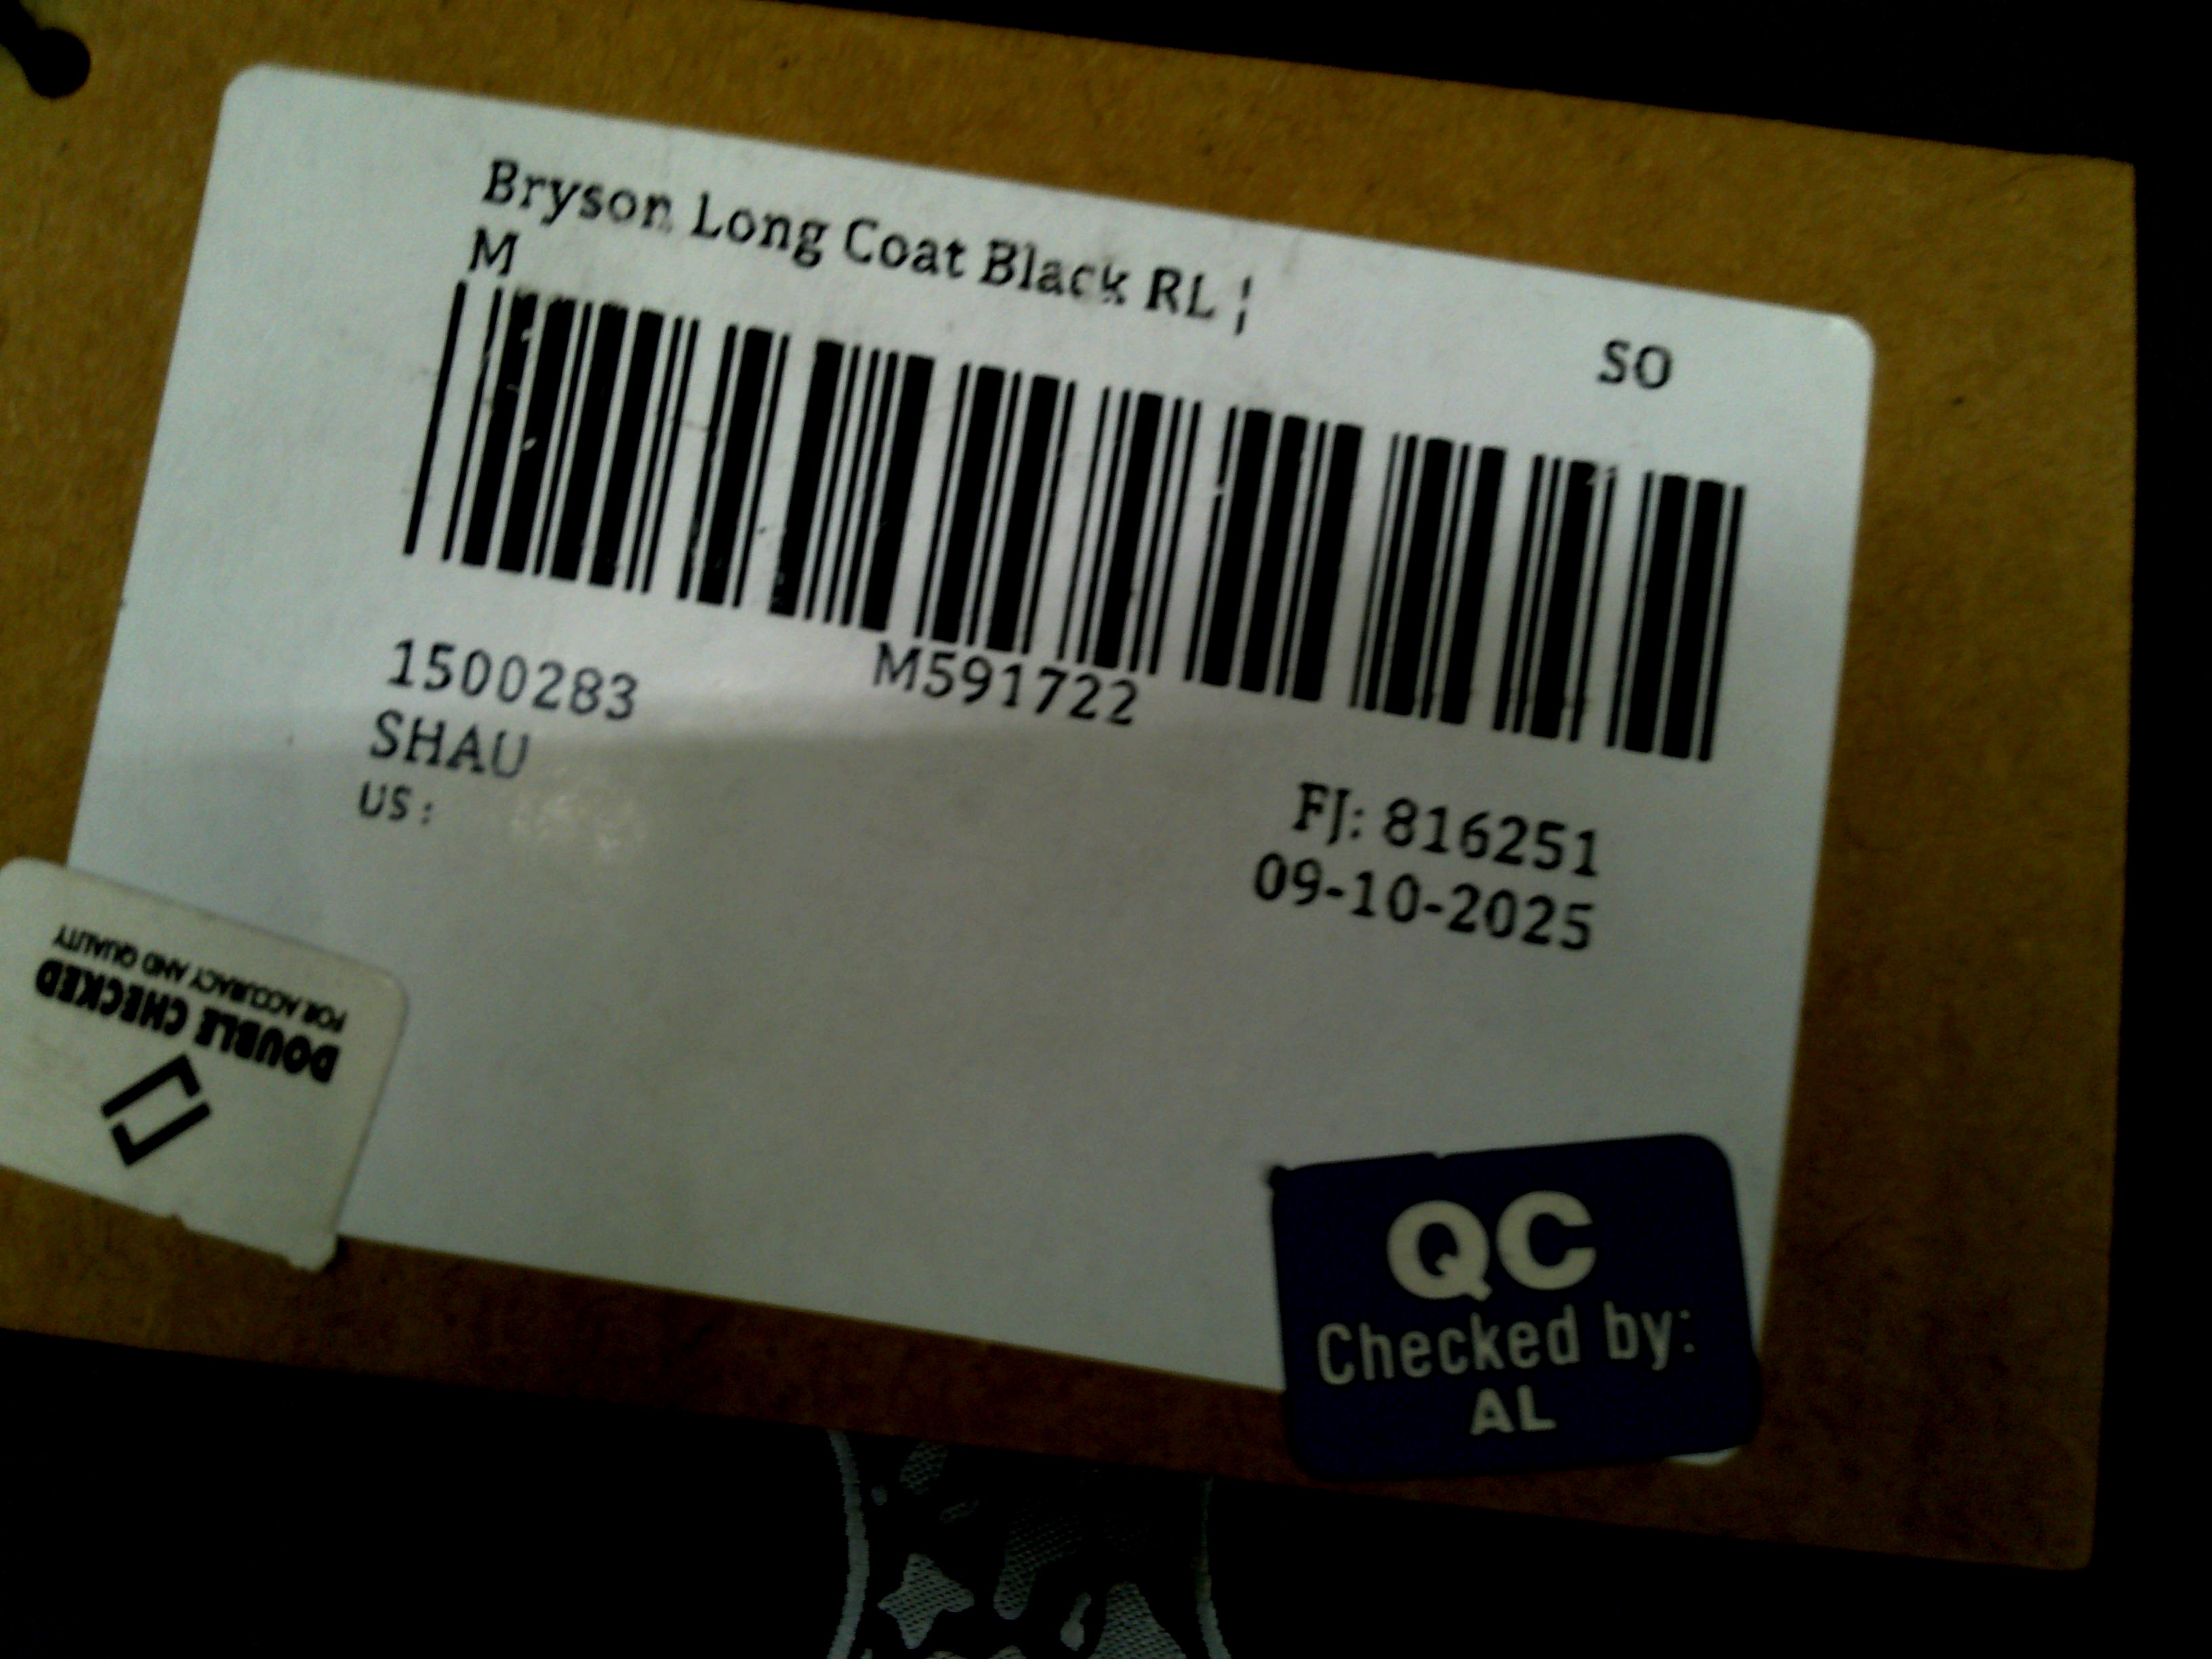 Bryson Long Coat Black RL ¦
M
SO
1500283
M591722
SHAU
US :
FJ: 816251
09-10-2025
DOUBLE CHECKED
FOR ACCURACY AND QUALITY
QC
Checked by:
AL